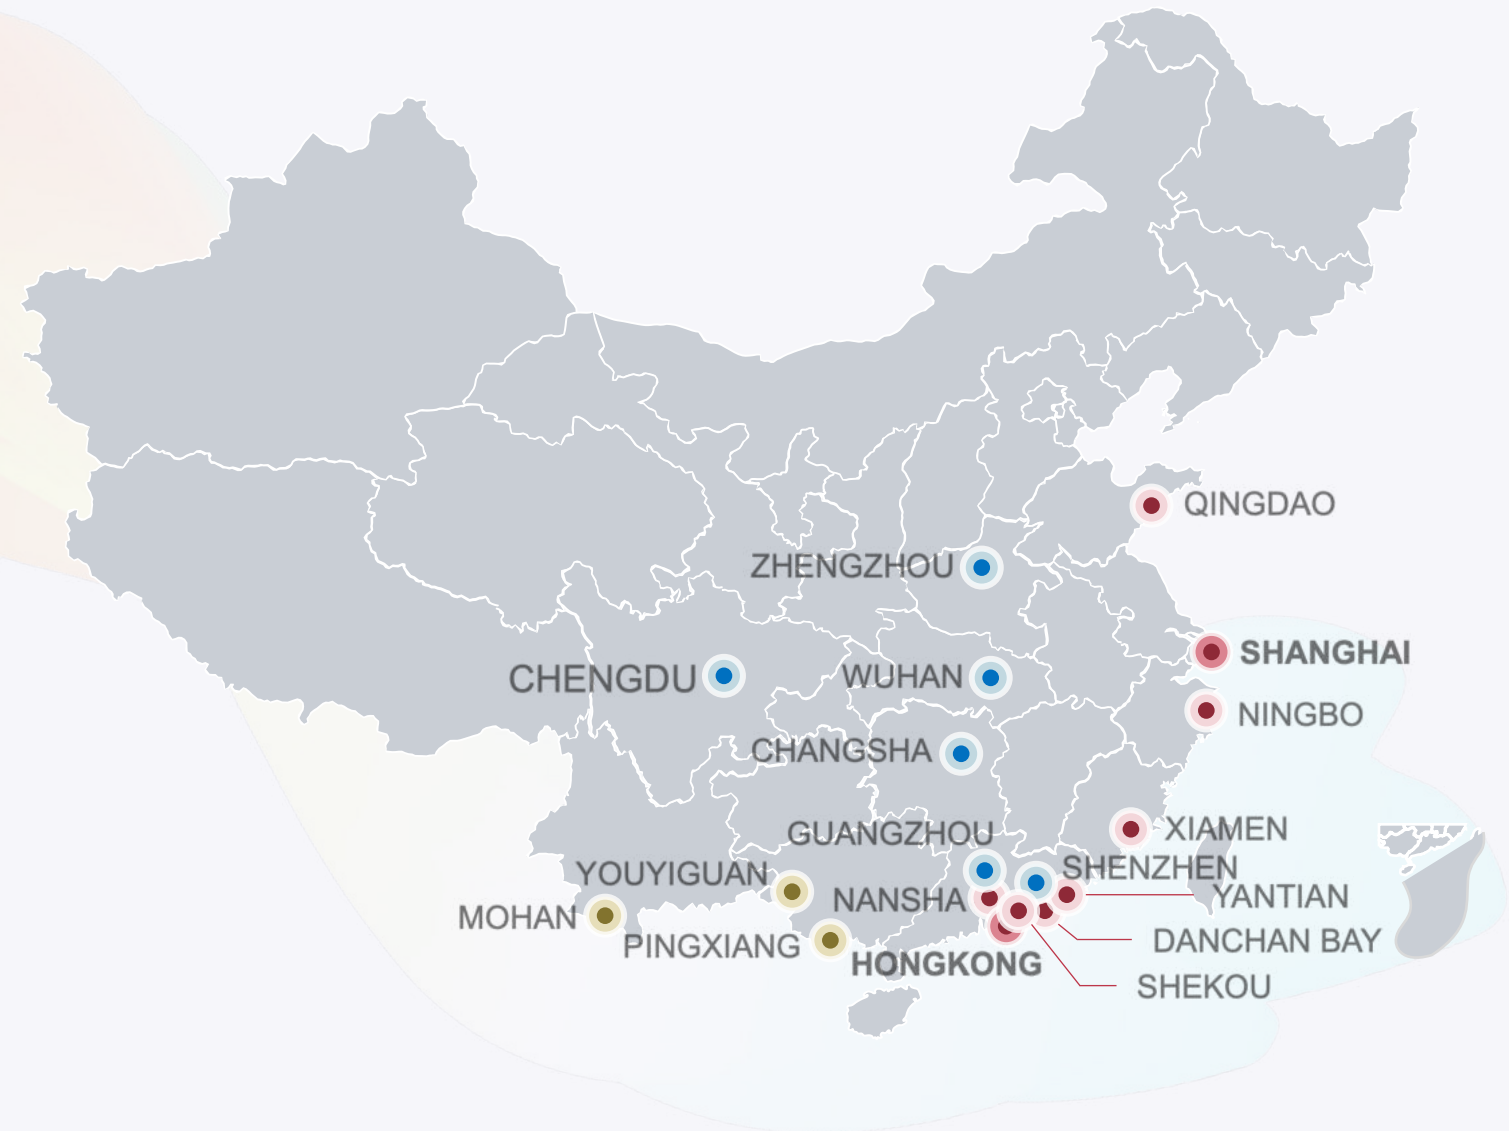 QINGDAO
ZHENGZHOU
SHANGHAI
CHENGDU
WUHAN
NINGBO
CHANGSHA
GUANGZHOU
XIAMEN
YOUYIGUAN
SHENZHEN
NANSHA
YANTIAN
MOHAN
PINGXIANG
DANCHAN BAY
HONGKONG
SHEKOU